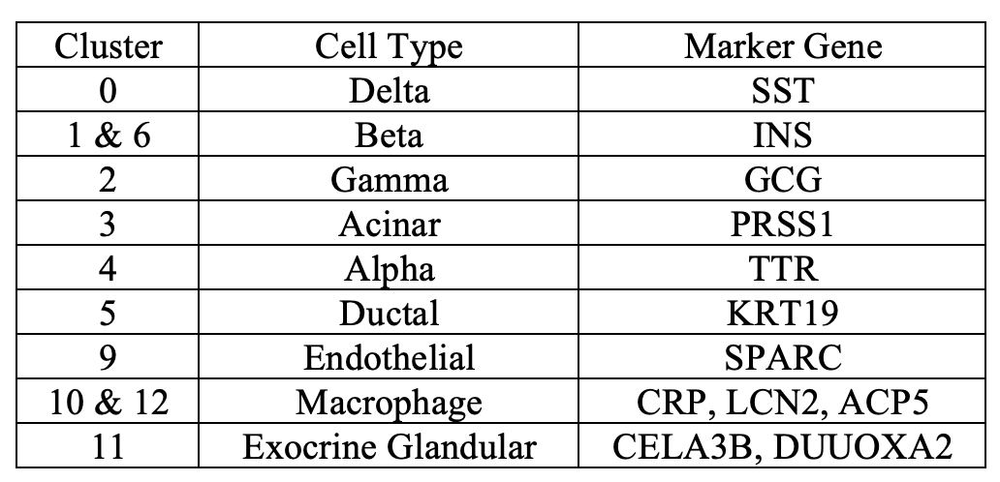 Cluster Cell Type Marker Gene
0 Delta SST
1 & 6 Beta INS
2 Gamma GCG
3 Acinar PRSS1
4 Alpha TTR
5 Ductal KRT19
9 Endothelial SPARC
10 & 12 Macrophage CRP, LCN2, ACP5
11 Exocrine Glandular CELA3B, DUUOXA2